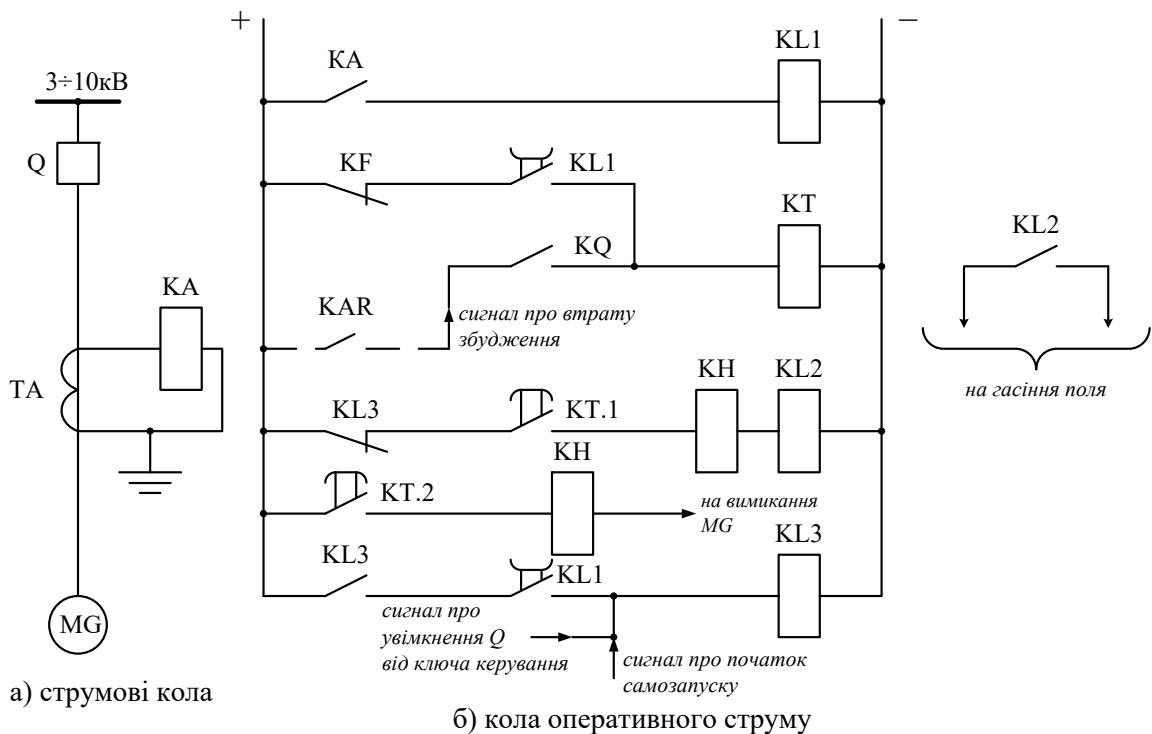 +
–
3÷10кВ
KA
KL1
Q
KF
KL1
KT
KQ
KL2
KA
KAR
сигнал про втрату
збудження
TA
на гасіння поля
KL3
KT.1
KH
KL2
KT.2
KH
на вимикання
MG
KL3
KL1
KL3
MG
сигнал про
увімкнення Q
від ключа керування
сигнал про початок
самозапуску
а) струмові кола
б) кола оперативного струму